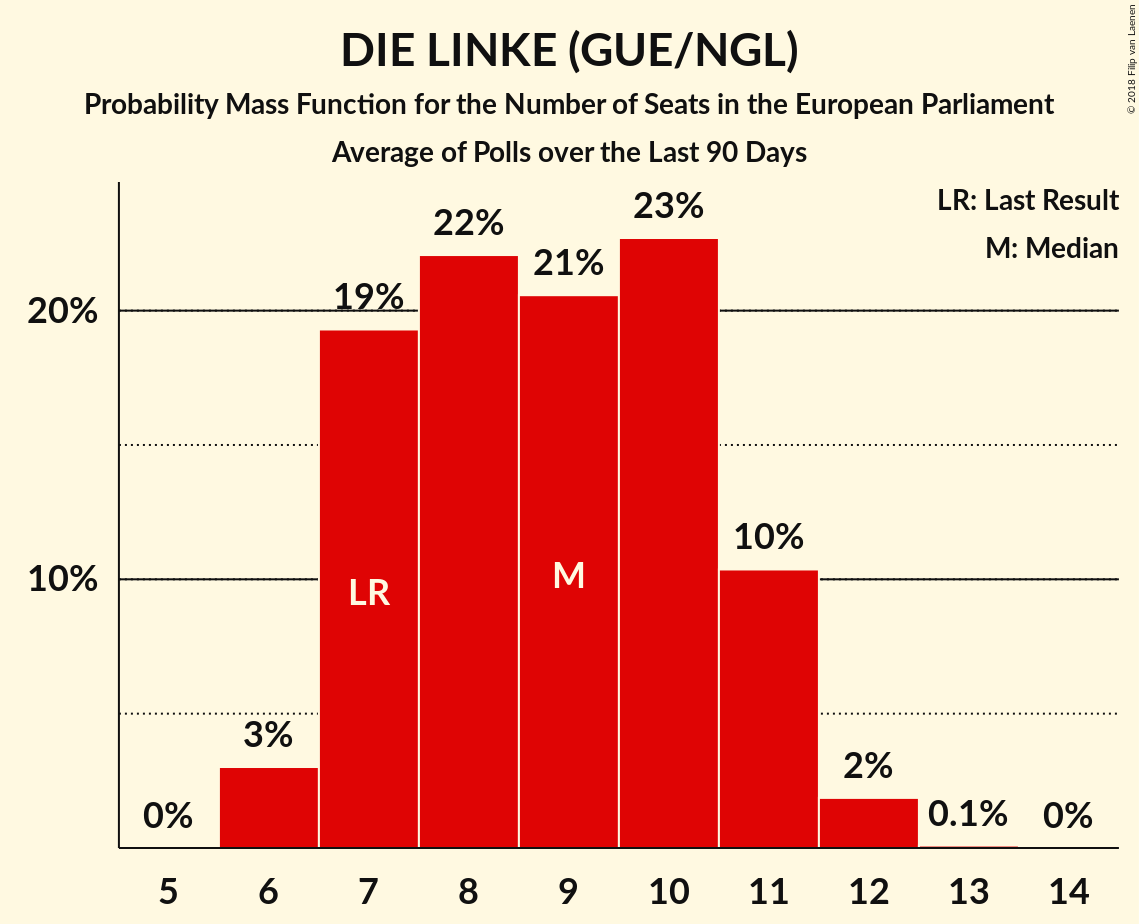 DIE LINKE (GUE/NGL)
Probability Mass Function for the Number of Seats in the European Parliament
Average of Polls over the Last 90 Days
© 2018 Filip van Laenen
LR: Last Result
M: Median
23%
22%
21%
19%
20%
10%
10%
LR
M
3%
2%
0%
0.1%
0%
5 6 7 8 9 10 11 12 13 14